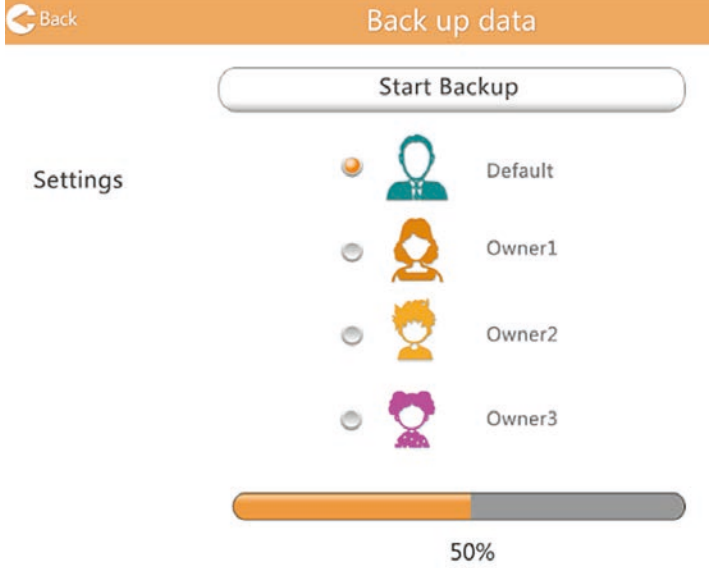 Back
Back up data
Start Backup
Settings
Default
Owner1
Owner2
Owner3
50%